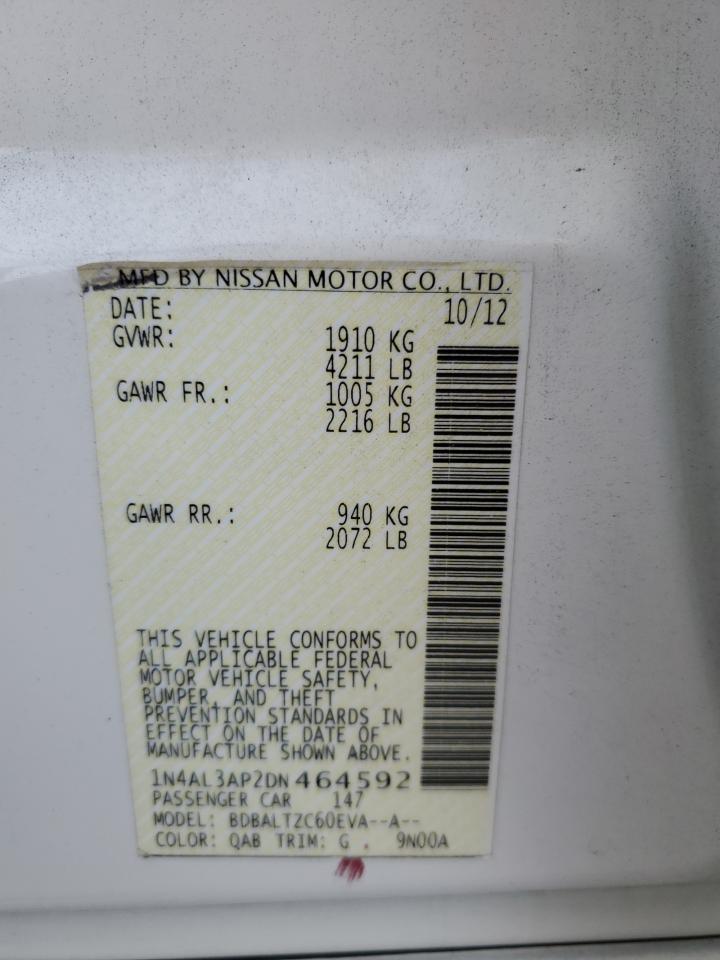 MFD BY NISSAN MOTOR CO., LTD.
DATE: 10/12
GVWR: 1910 KG
4211 LB
GAWR FR.: 1005 KG
2216 LB
GAWR RR.: 940 KG
2072 LB
THIS VEHICLE CONFORMS TO
ALL APPLICABLE FEDERAL
MOTOR VEHICLE SAFETY,
BUMPER, AND THEFT
PREVENTION STANDARDS IN
EFFECT ON THE DATE OF
MANUFACTURE SHOWN ABOVE.
1N4AL3AP2DN464592
PASSENGER CAR 147
MODEL: BDBALTZC60EVA--A--
COLOR: QAB TRIM: G 9N00A